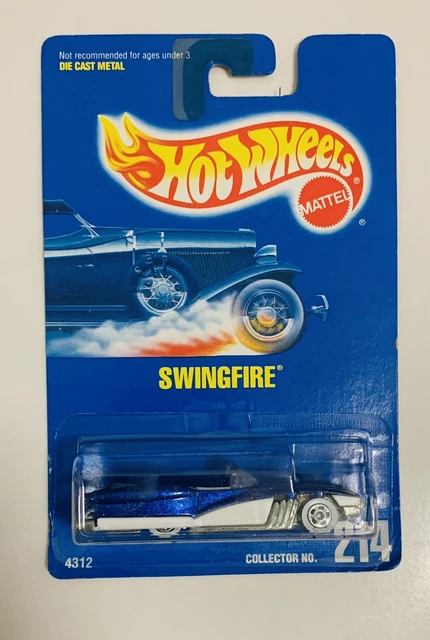 Not recommended for ages under 3.
DIE CAST METAL
HOT WHEELS®
MATTEL
®
SWINGFIRE®
4312
COLLECTOR NO. 214